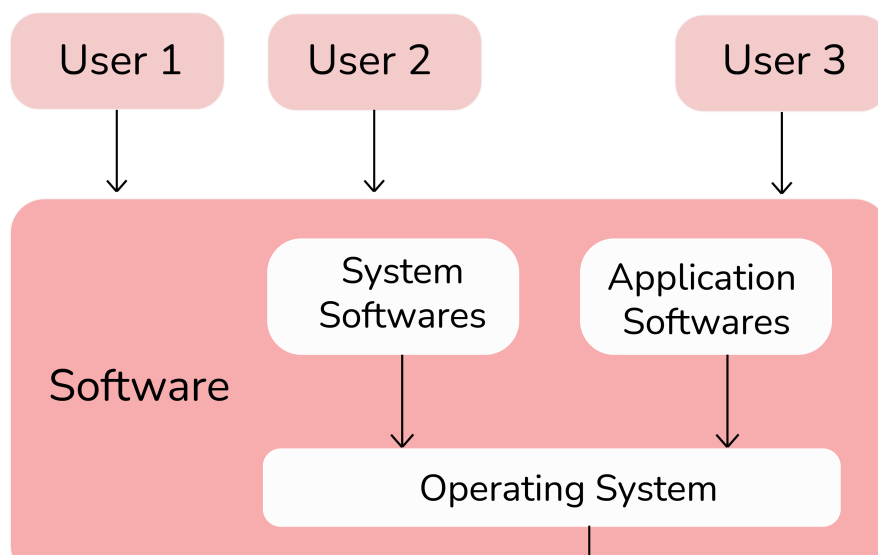 User 1
User 2
User 3
System
Softwares
Application
Softwares
Software
Operating System